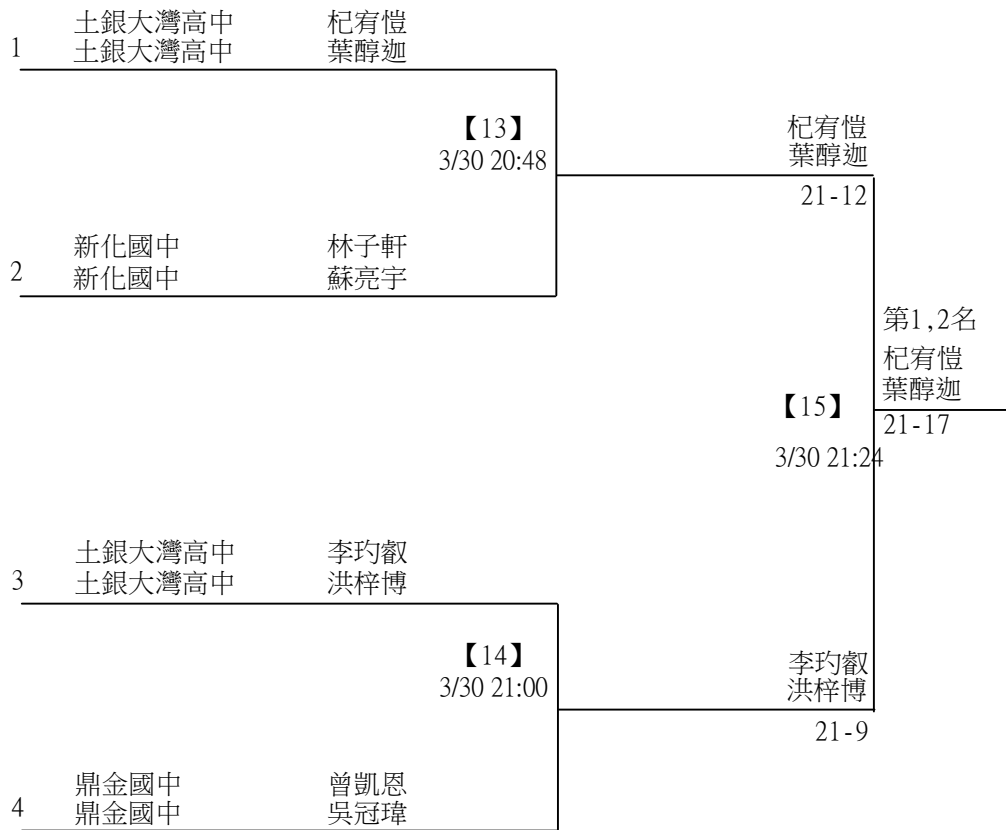 土銀大灣高中 杞宥愷
1 土銀大灣高中 葉醇迦
【13】
3/30 20:48
杞宥愷
葉醇迦
21-12
新化國中 林子軒
2 新化國中 蘇亮宇
第1,2名
杞宥愷
葉醇迦
【15】
21-17
3/30 21:24
土銀大灣高中 李玓叡
3 土銀大灣高中 洪梓博
【14】
3/30 21:00
李玓叡
洪梓博
21-9
鼎金國中 曾凱恩
4 鼎金國中 吳冠瑋